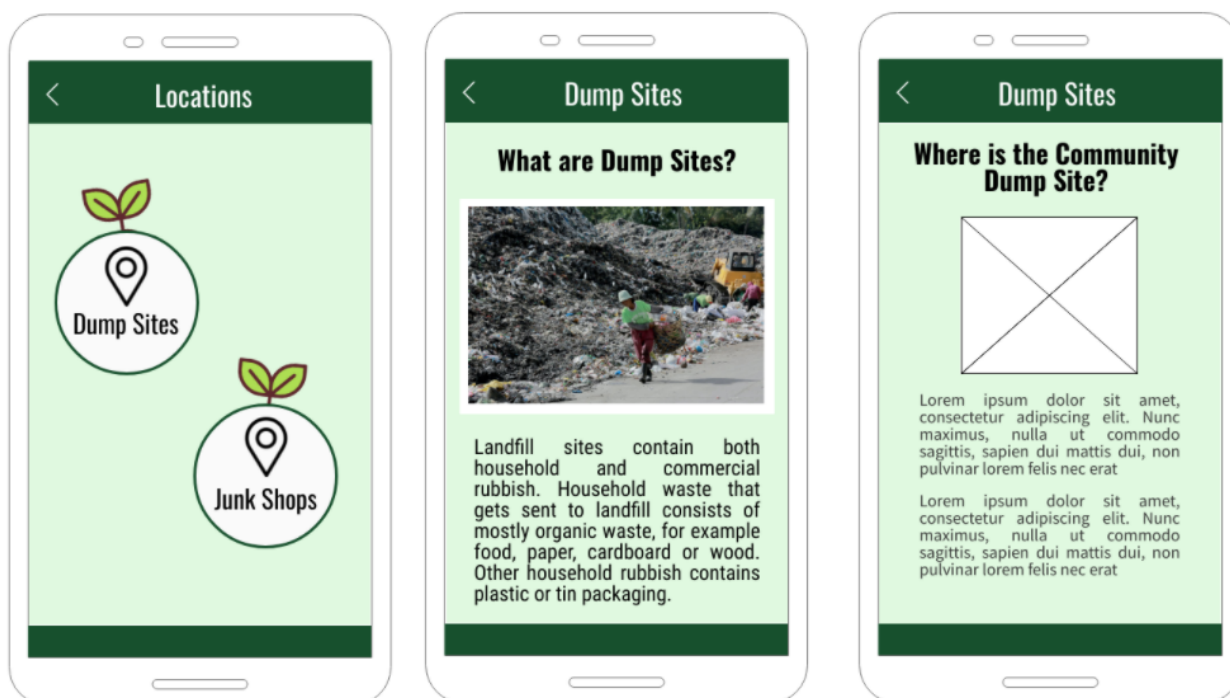 Locations
Dump Sites
Junk Shops
Dump Sites
What are Dump Sites?
Landfill sites contain both
household and commercial
rubbish. Household waste that
gets sent to landfill consists of
mostly organic waste, for example
food, paper, cardboard or wood.
Other household rubbish contains
plastic or tin packaging.
Dump Sites
Where is the Community
Dump Site?
Lorem ipsum dolor sit amet,
consectetur adipiscing elit. Nunc
maximus, nulla ut commodo
sagittis, sapien dui mattis dui, non
pulvinar lorem felis nec erat
Lorem ipsum dolor sit amet,
consectetur adipiscing elit. Nunc
maximus, nulla ut commodo
sagittis, sapien dui mattis dui, non
pulvinar lorem felis nec erat